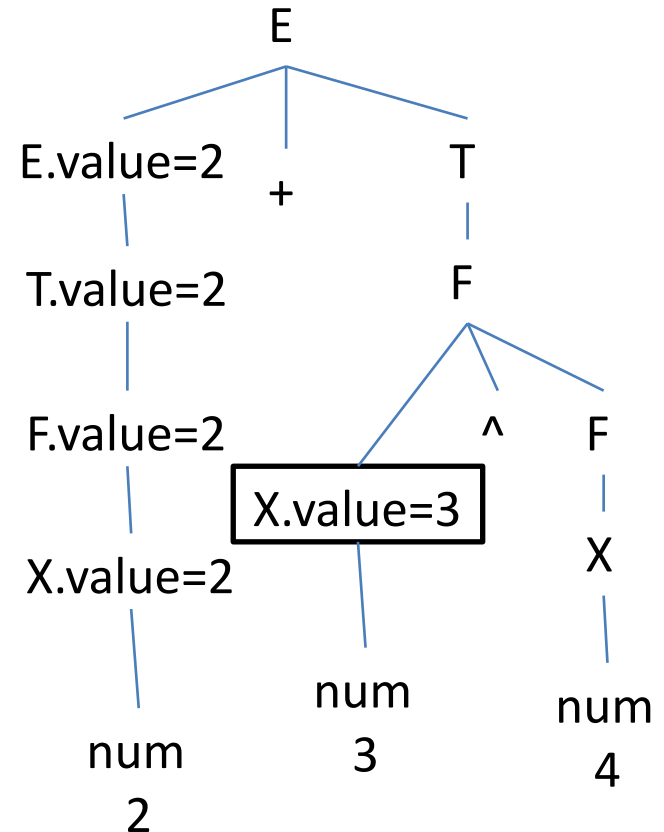 E
E.value=2
+
T
T.value=2
F
F.value=2
^
F
X.value=3
X.value=2
X
num
3
num
4
num
2